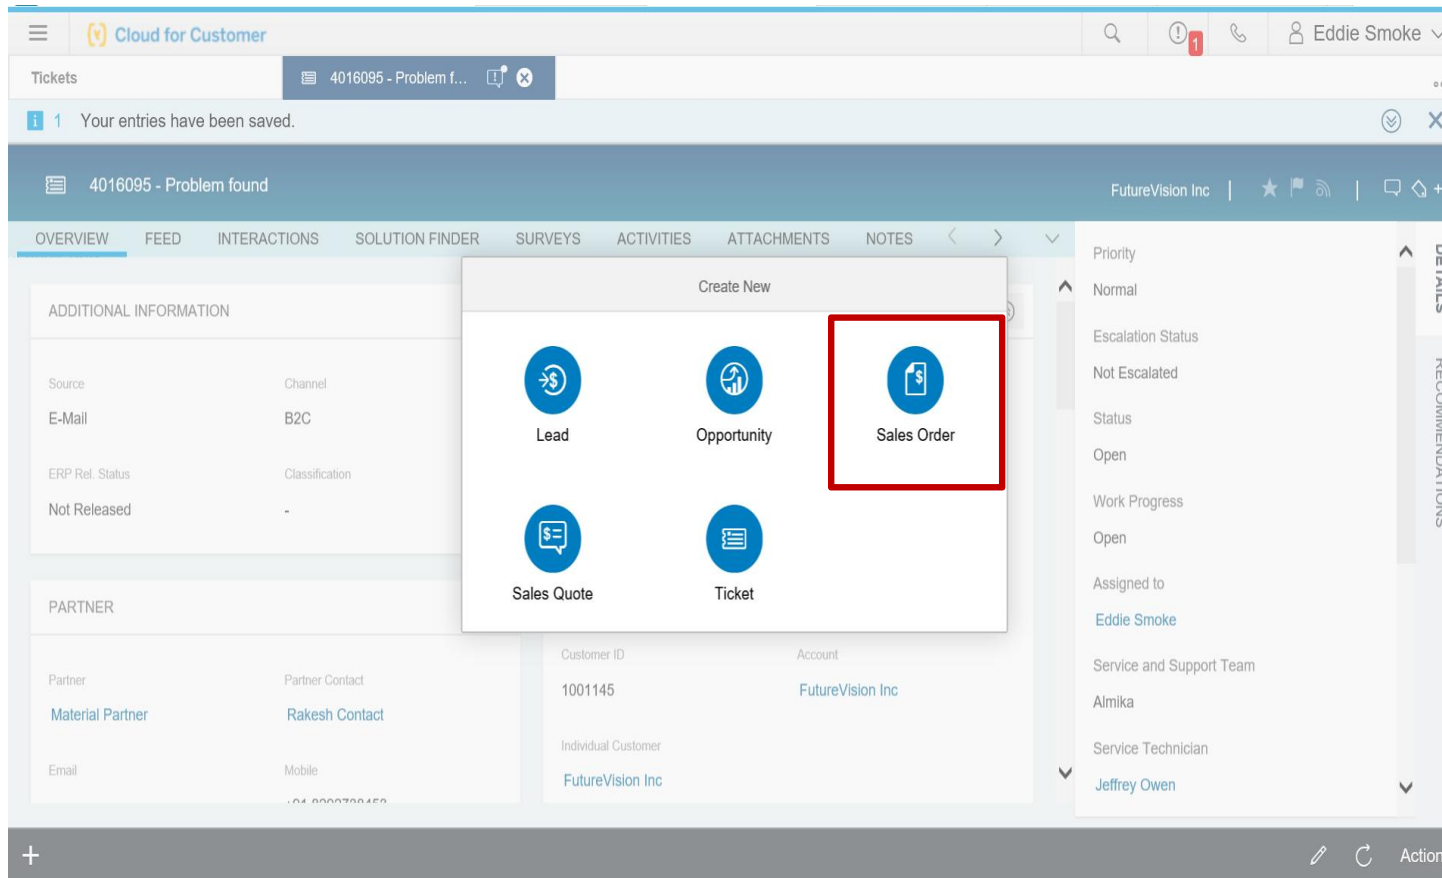 Cloud for Customer
1
Eddie Smoke
Tickets
4016095 - Problem f...
i 1 Your entries have been saved.
4016095 - Problem found
FutureVision Inc
OVERVIEW FEED INTERACTIONS SOLUTION FINDER SURVEYS ACTIVITIES ATTACHMENTS NOTES
Create New
Lead
Opportunity
Sales Order
Sales Quote
Ticket
ADDITIONAL INFORMATION
Source
E-Mail
Channel
B2C
ERP Rel. Status
Not Released
Classification
-
PARTNER
Partner
Material Partner
Partner Contact
Rakesh Contact
Email
Mobile
Customer ID
1001145
Account
FutureVision Inc
Individual Customer
FutureVision Inc
Priority
Normal
Escalation Status
Not Escalated
Status
Open
Work Progress
Open
Assigned to
Eddie Smoke
Service and Support Team
Almika
Service Technician
Jeffrey Owen
DETAILS
RECOMMENDATIONS
Action